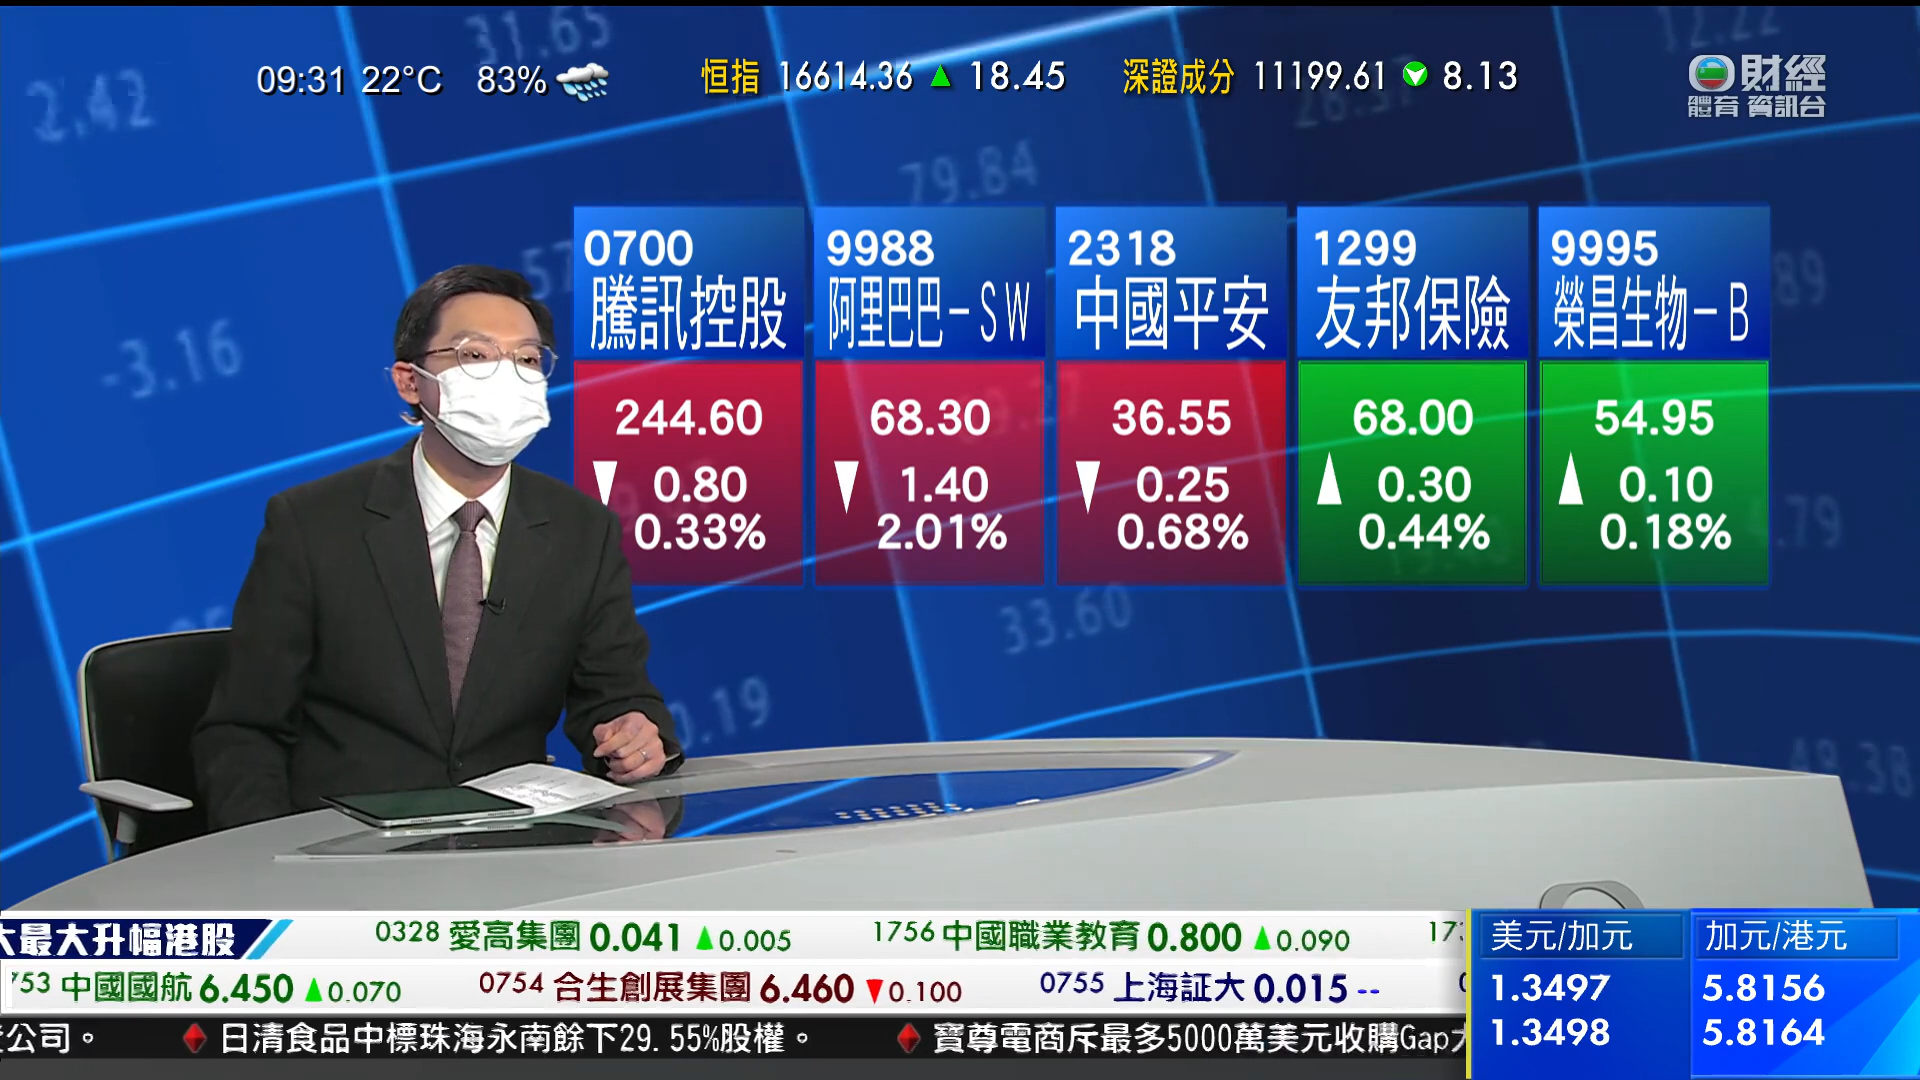 09:31 22°C 83%
恒指 16614.36 ▲ 18.45 深證成分 11199.61 ▼ 8.13
財經
體育 資訊台
0700
騰訊控股
244.60
▼ 0.80
0.33%
9988
阿里巴巴－SW
68.30
▼ 1.40
2.01%
2318
中國平安
36.55
▼ 0.25
0.68%
1299
友邦保險
68.00
▲ 0.30
0.44%
9995
榮昌生物－B
54.95
▲ 0.10
0.18%
大最大升幅港股 0328 愛高集團 0.041 ▲0.005 1756 中國職業教育 0.800 ▲0.090 173
753 中國國航 6.450 ▲0.070 0754 合生創展集團 6.460 ▼0.100 0755 上海証大 0.015 --
公司。 ◆ 日清食品中標珠海永南餘下29.55%股權。 ◆ 寶尊電商斥最多5000萬美元收購Gap大
美元/加元
1.3497
1.3498
加元/港元
5.8156
5.8164